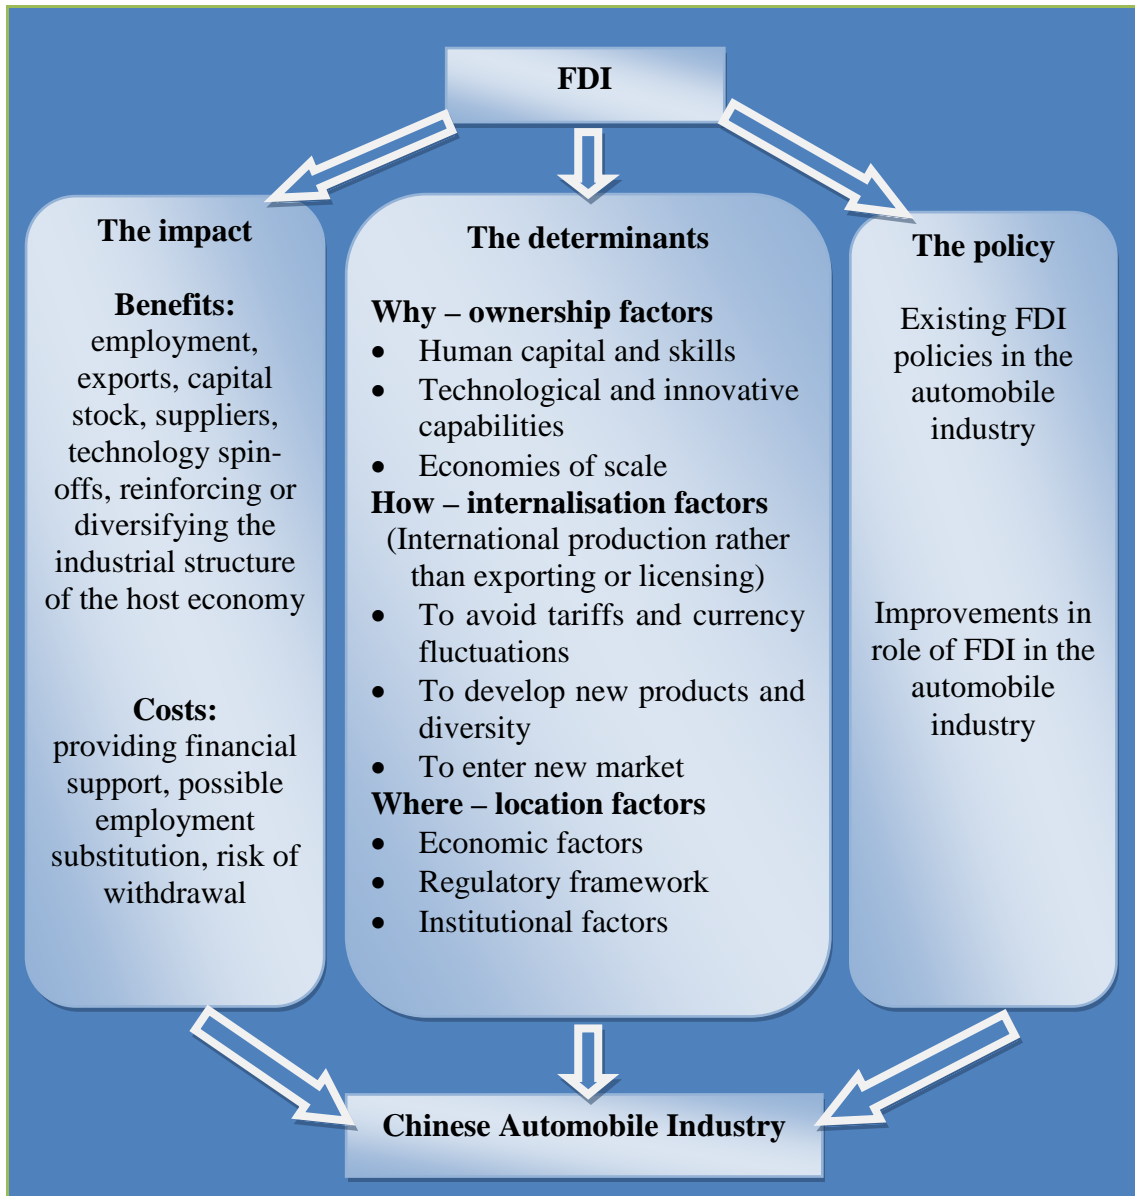 FDI
The impact
Benefits:
employment,
exports, capital
stock, suppliers,
technology spin-
offs, reinforcing or
diversifying the
industrial structure
of the host economy
Costs:
providing financial
support, possible
employment
substitution, risk of
withdrawal
The determinants
Why – ownership factors
• Human capital and skills
• Technological and innovative
capabilities
• Economies of scale
How – internalisation factors
(International production rather
than exporting or licensing)
• To avoid tariffs and currency
fluctuations
• To develop new products and
diversity
• To enter new market
Where – location factors
• Economic factors
• Regulatory framework
• Institutional factors
The policy
Existing FDI
policies in the
automobile
industry
Improvements in
role of FDI in the
automobile
industry
Chinese Automobile Industry